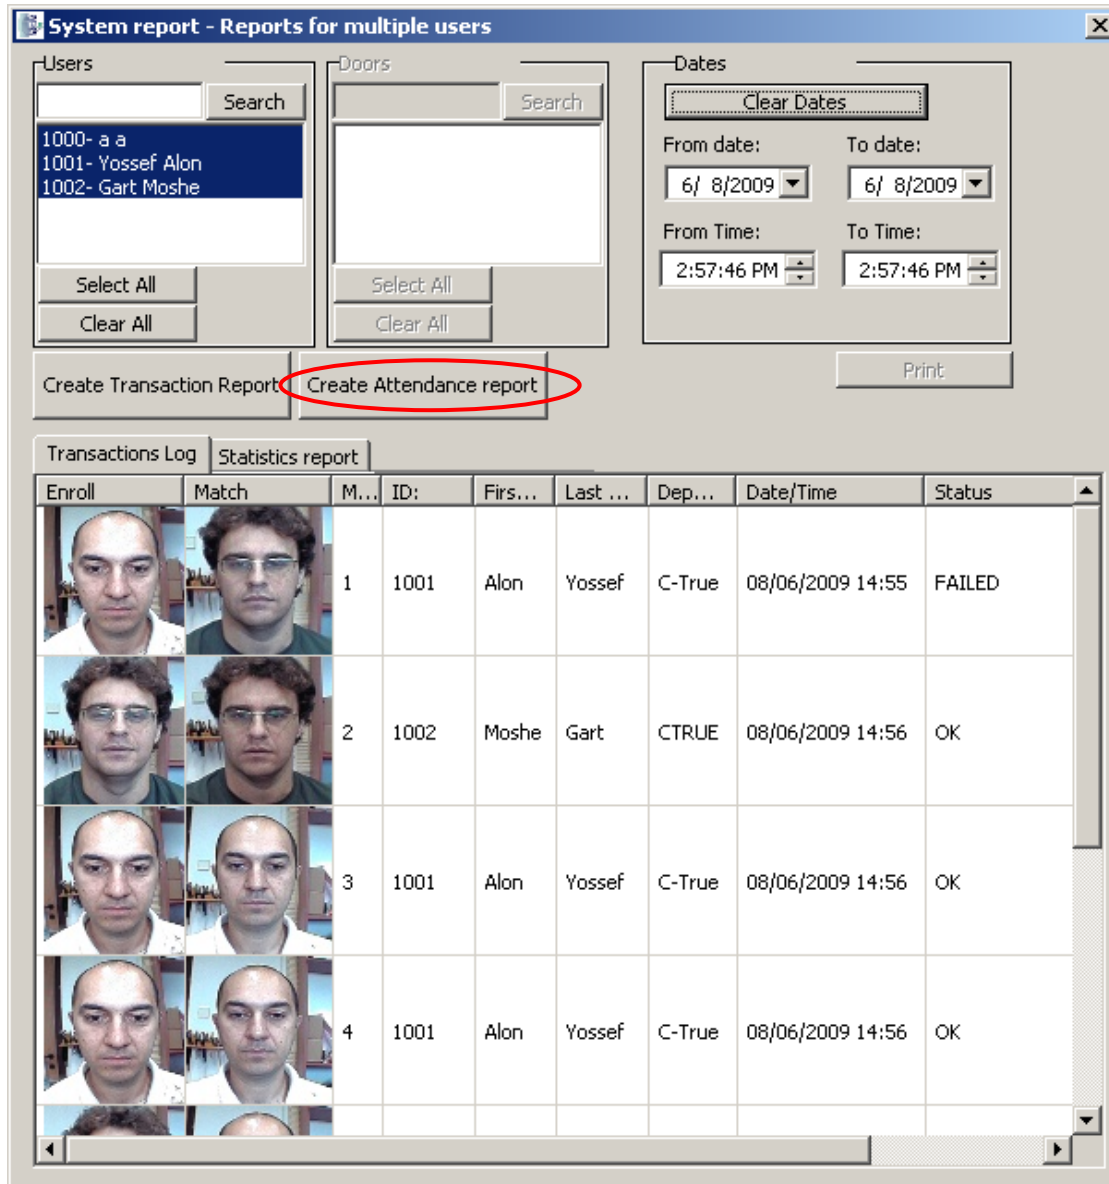 System report - Reports for multiple users
Users
Search
1000- a a
1001- Yossef Alon
1002- Gart Moshe
Select All
Clear All
Doors
Search
Select All
Clear All
Dates
Clear Dates
From date: To date:
6/ 8/2009 6/ 8/2009
From Time: To Time:
2:57:46 PM 2:57:46 PM
Create Transaction Report Create Attendance report Print
Transactions Log Statistics report
Enroll Match M... ID: Firs... Last ... Dep... Date/Time Status
1 1001 Alon Yossef C-True 08/06/2009 14:55 FAILED
2 1002 Moshe Gart CTRUE 08/06/2009 14:56 OK
3 1001 Alon Yossef C-True 08/06/2009 14:56 OK
4 1001 Alon Yossef C-True 08/06/2009 14:56 OK